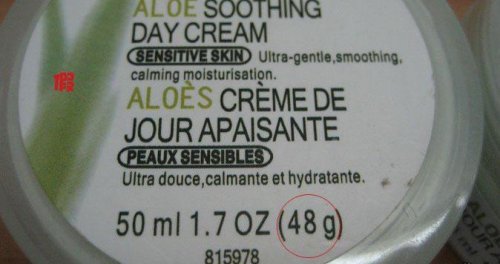 ALOE SOOTHING
DAY CREAM
SENSITIVE SKIN Ultra-gentle,smoothing,
calming moisturisation.
ALOÈS CRÈME DE
JOUR APAISANTE
PEAUX SENSIBLES
Ultra douce,calmante et hydratante.
50 ml 1.7 OZ (48 g)
815978